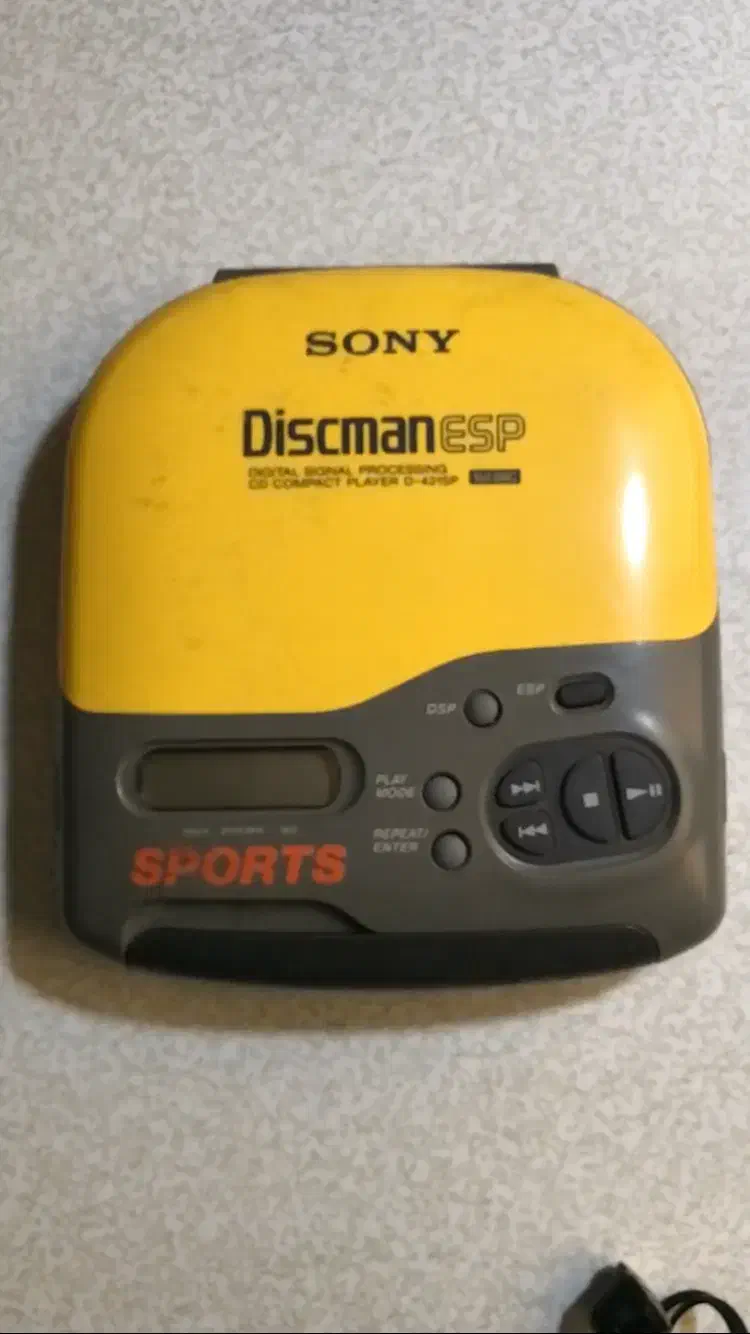 SONY
Discman ESP
DIGITAL SIGNAL PROCESSING
CD COMPACT PLAYER D-421SP
DSP
ESP
PLAY
MODE
REPEAT/
ENTER
SPORTS